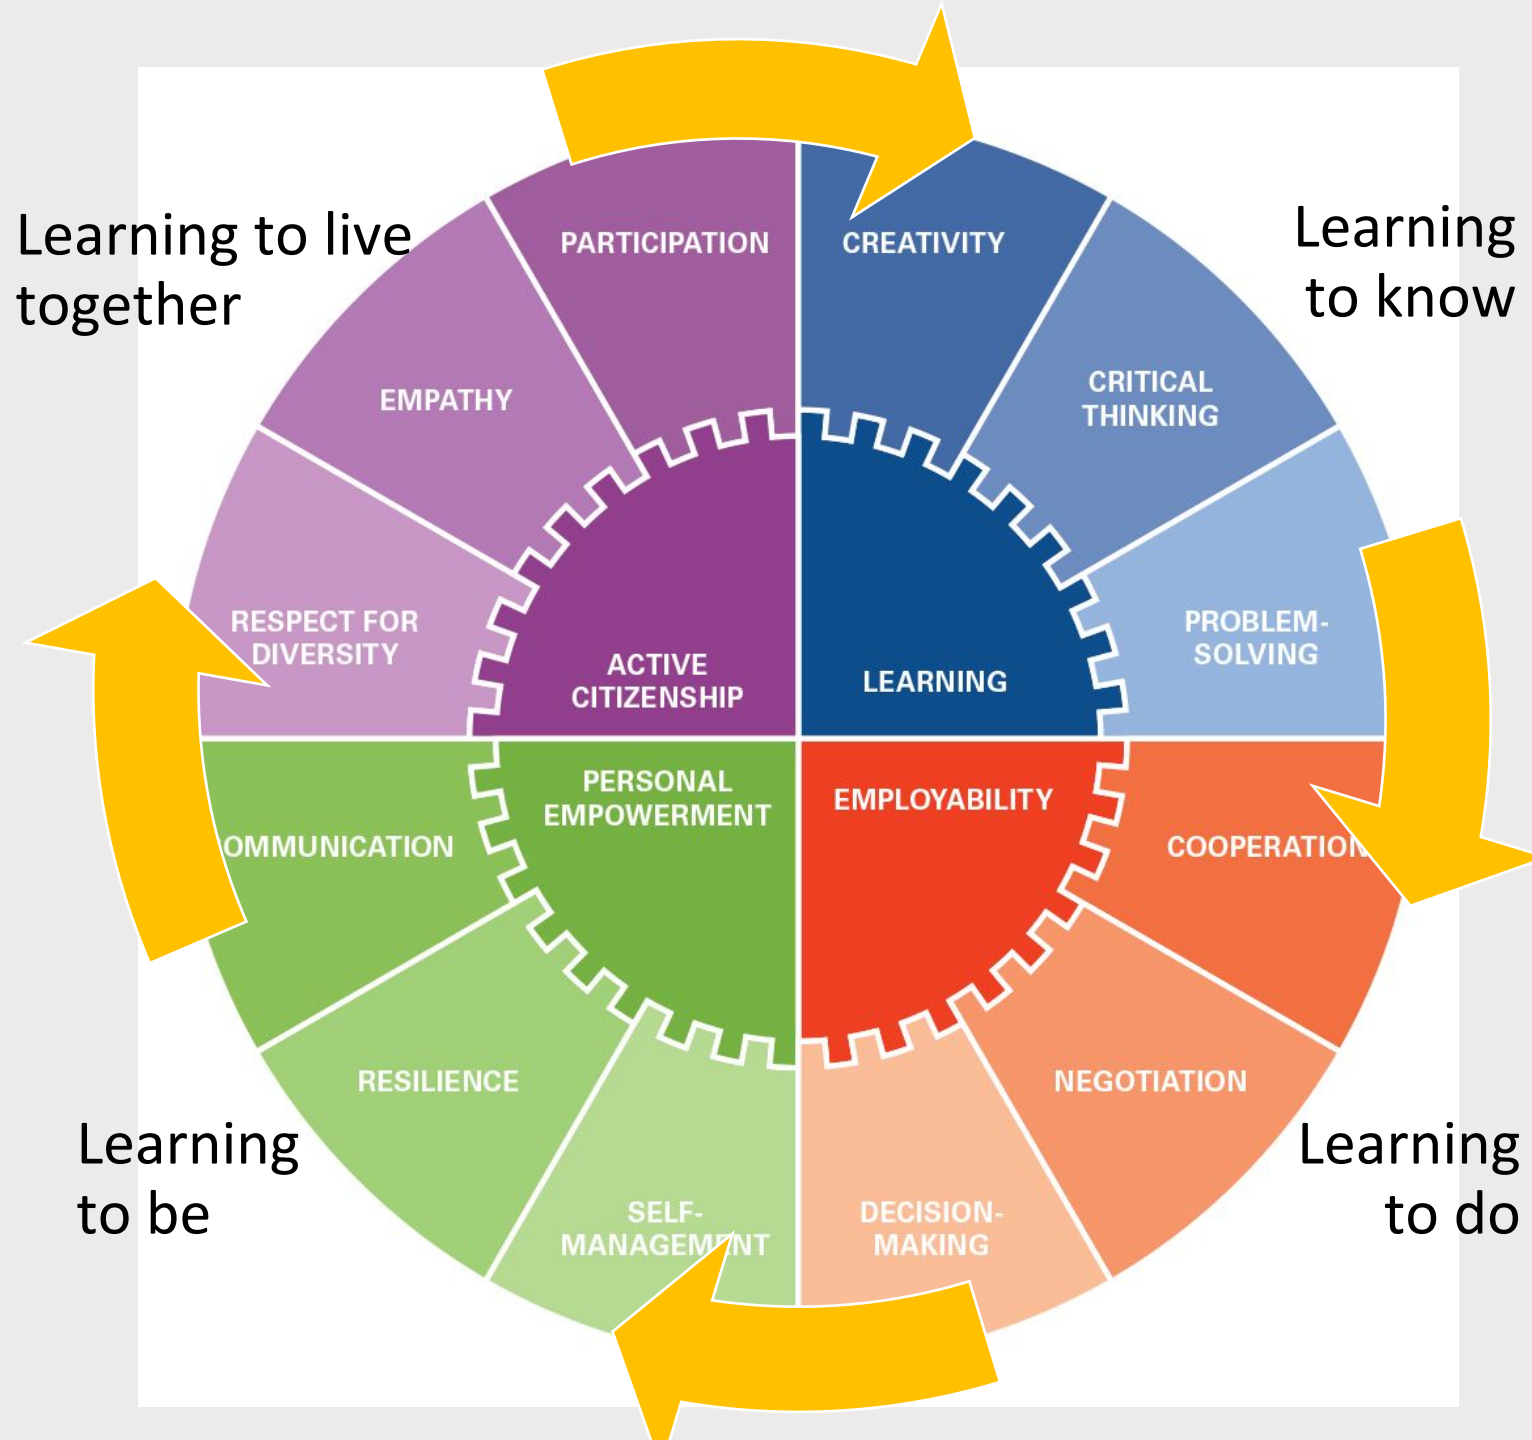 Learning to live
together
Learning
to know
PARTICIPATION
CREATIVITY
EMPATHY
CRITICAL
THINKING
RESPECT FOR
DIVERSITY
PROBLEM-
SOLVING
ACTIVE
CITIZENSHIP
LEARNING
PERSONAL
EMPOWERMENT
EMPLOYABILITY
OMMUNICATION
COOPERATION
RESILIENCE
NEGOTIATION
SELF-
MANAGEMENT
DECISION-
MAKING
Learning
to be
Learning
to do